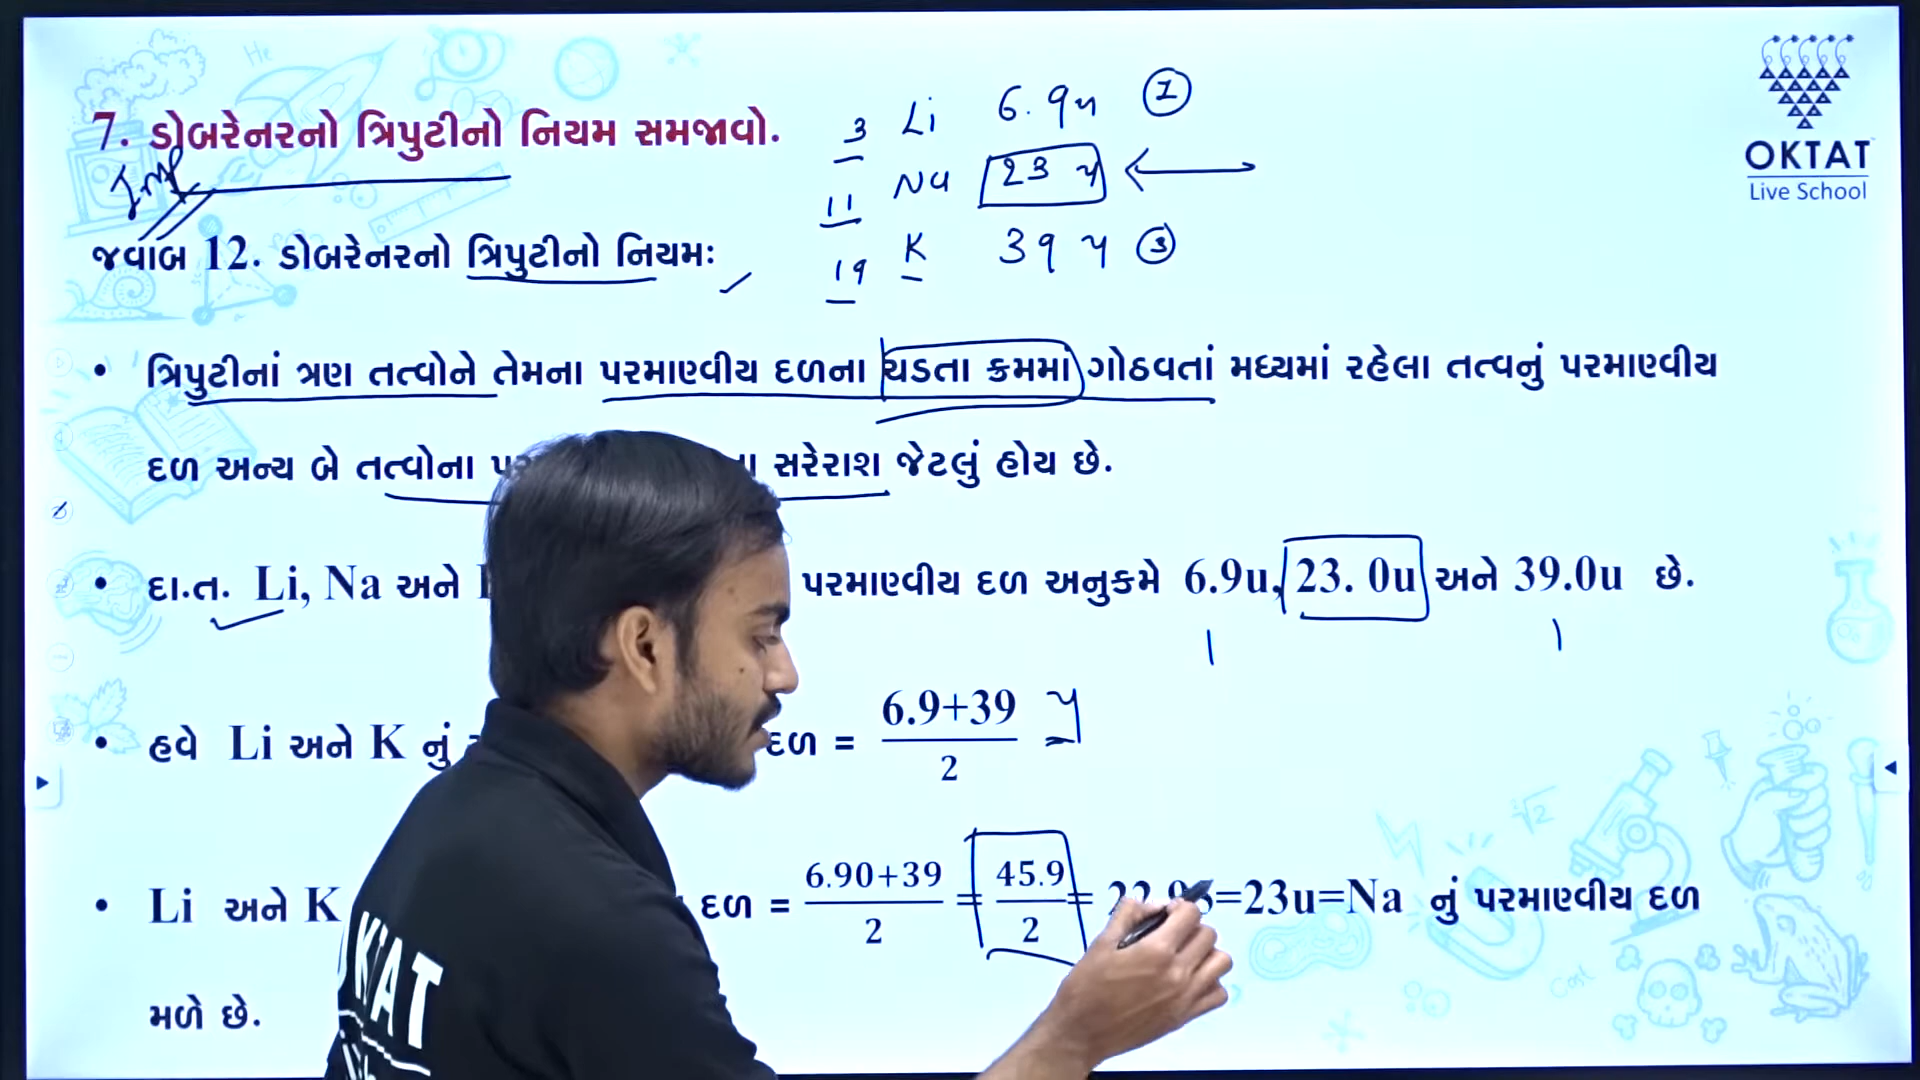 7. ડોબરેનરનો ત્રિપુટીનો નિયમ સમજાવો.
Imp
3 Li 6.9u 1
11 Na 23 u
19 K 39 u 3
OKTAT
Live School
જવાબ 12. ડોબરેનરનો ત્રિપુટીનો નિયમઃ
• ત્રિપુટીનાં ત્રણ તત્વોને તેમના પરમાણ્વીય દળના ચડતા ક્રમમાં ગોઠવતાં મધ્યમાં રહેલા તત્વનું પરમાણ્વીય
દળ અન્ય બે તત્વોના સરેરાશ જેટલું હોય છે.
• દા.ત. Li, Na અને પરમાણ્વીય દળ અનુક્રમે 6.9u, 23. 0u અને 39.0u છે.
• હવે Li અને K નું દળ = 6.9+39 / 2 u
• Li અને K દળ = 6.90+39 / 2 = 45.9 / 2 = =23u=Na નું પરમાણ્વીય દળ
મળે છે.
OKTAT